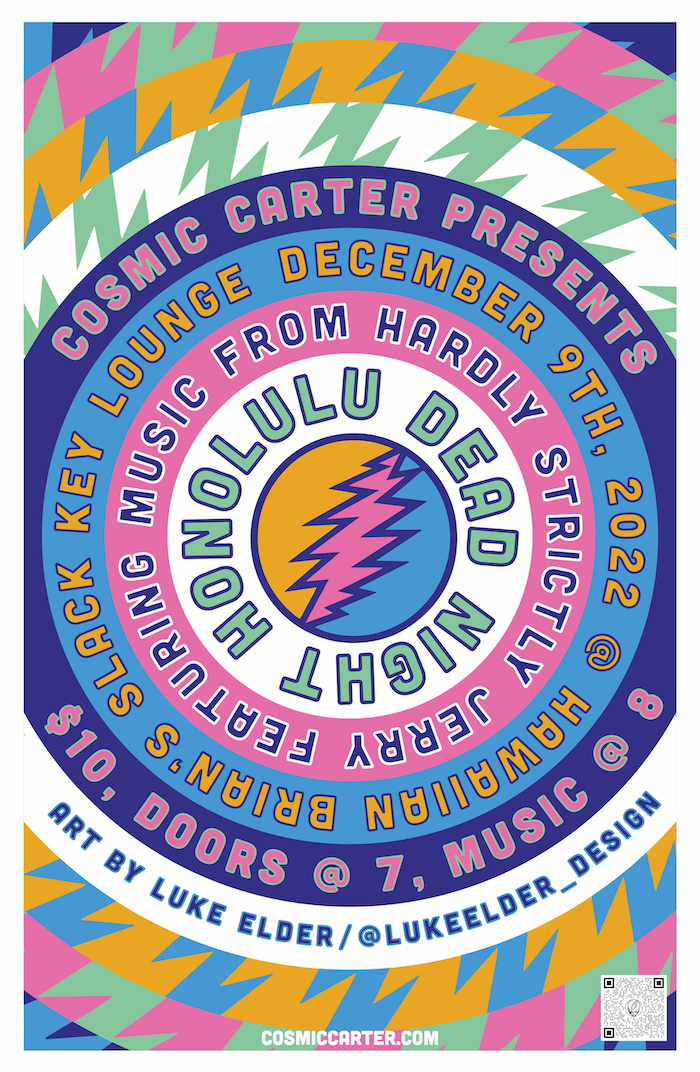 COSMIC CARTER PRESENTS
DECEMBER 9TH, 2022 @ HAWAIIAN BRIAN'S SLACK KEY LOUNGE
FEATURING MUSIC FROM HARDLY STRICTLY JERRY
HONOLULU DEAD NIGHT
$10, DOORS @ 7, MUSIC @ 8
ART BY LUKE ELDER/@LUKEELDER_DESIGN
COSMICCARTER.COM